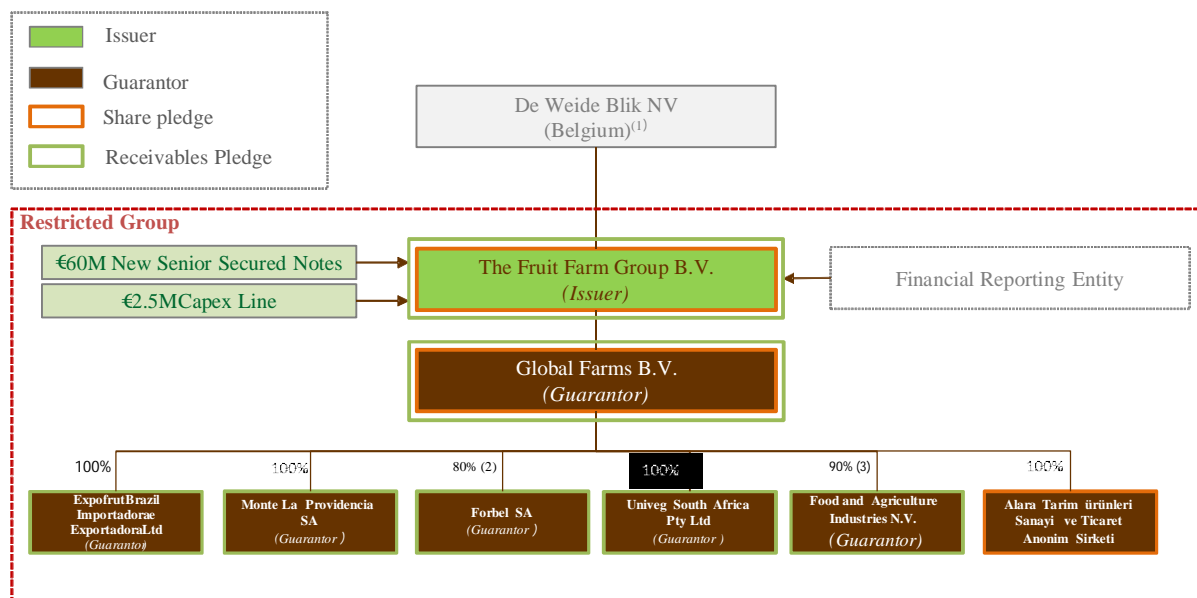 Issuer
Guarantor
Share pledge
Receivables Pledge
De Weide Blik NV
(Belgium)(1)
Restricted Group
€60M New Senior Secured Notes
€2.5MCapex Line
The Fruit Farm Group B.V.
(Issuer)
Financial Reporting Entity
Global Farms B.V.
(Guarantor)
100%
100%
80% (2)
100%
90% (3)
100%
ExpofrutBrazil
Importadorae
ExportadoraLtd
(Guarantor)
Monte La Providencia
SA
(Guarantor )
Forbel SA
(Guarantor )
Univeg South Africa
Pty Ltd
(Guarantor )
Food and Agriculture
Industries N.V.
(Guarantor)
Alara Tarim ürünleri
Sanayi ve Ticaret
Anonim Sirketi